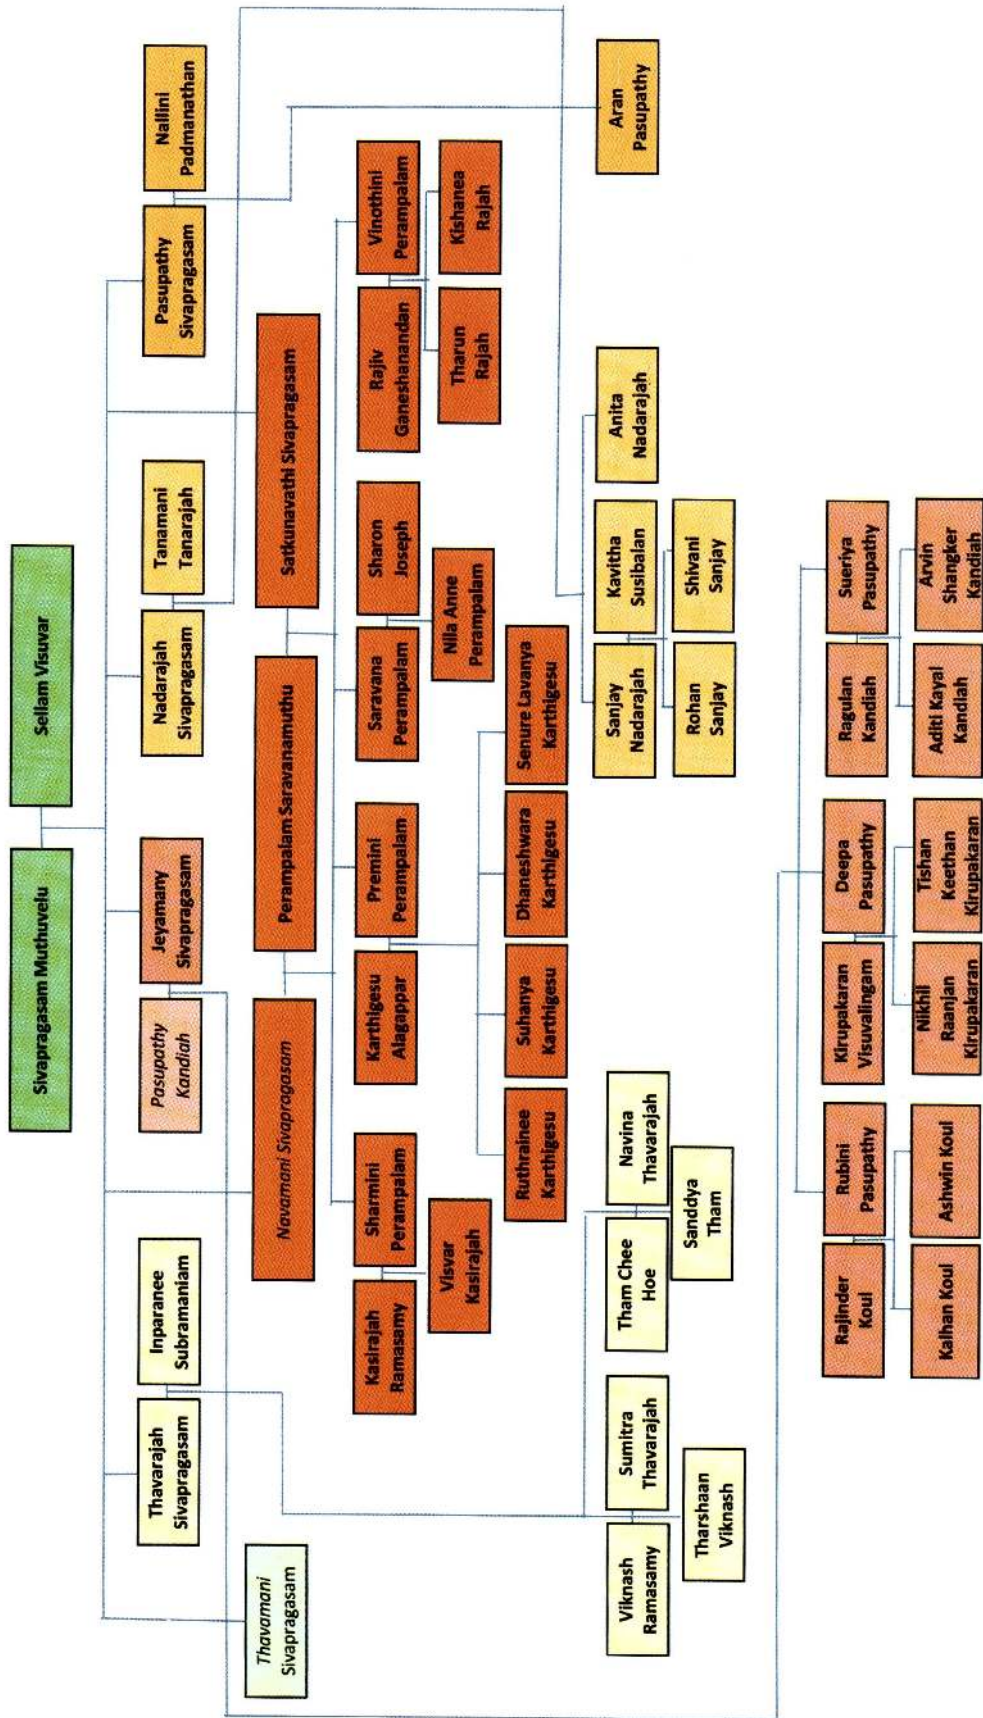 Sivapragasam Muthuvelu
Sellam Visuvar
Thavamani
Sivapragasam
Thavarajah
Sivapragasam
Inparanee
Subramaniam
Pasupathy
Kandiah
Jeyamany
Sivapragasam
Nadarajah
Sivapragasam
Tanamani
Tanarajah
Pasupathy
Sivapragasam
Nallini
Padmanathan
Navamani Sivapragasam
Perampalam Saravanamuthu
Satkunavathi Sivapragasam
Kasirajah
Ramasamy
Sharmini
Perampalam
Karthigesu
Alagappar
Premini
Perampalam
Saravana
Perampalam
Sharon
Joseph
Rajiv
Ganeshanandan
Vinothini
Perampalam
Visvar
Kasirajah
Nilla Anne
Perampalam
Tharun
Rajah
Kishanea
Rajah
Ruthrainee
Karthigesu
Suhanya
Karthigesu
Dhaneshwara
Karthigesu
Senure Lavanya
Karthigesu
Viknash
Ramasamy
Sumitra
Thavarajah
Tham Chee
Hoe
Navina
Thavarajah
Sanjay
Nadarajah
Kavitha
Susibalan
Anita
Nadarajah
Aran
Pasupathy
Tharshaan
Viknash
Sanddya
Tham
Rohan
Sanjay
Shivani
Sanjay
Rajinder
Koul
Rubini
Pasupathy
Kirupakaran
Visuvalingam
Deepa
Pasupathy
Ragulan
Kandiah
Sueriya
Pasupathy
Kalhan Koul
Ashwin Koul
Nikhil
Raanjan
Kirupakaran
Tishan
Keethan
Kirupakaran
Aditi Kayal
Kandiah
Arvin
Shangker
Kandiah